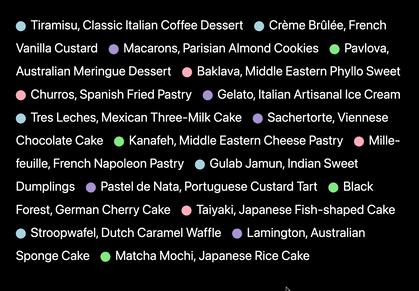 Tiramisu, Classic Italian Coffee Dessert Crème Brûlée, French
Vanilla Custard Macarons, Parisian Almond Cookies Pavlova,
Australian Meringue Dessert Baklava, Middle Eastern Phyllo Sweet
Churros, Spanish Fried Pastry Gelato, Italian Artisanal Ice Cream
Tres Leches, Mexican Three-Milk Cake Sachertorte, Viennese
Chocolate Cake Kanafeh, Middle Eastern Cheese Pastry Mille-
feuille, French Napoleon Pastry Gulab Jamun, Indian Sweet
Dumplings Pastel de Nata, Portuguese Custard Tart Black
Forest, German Cherry Cake Taiyaki, Japanese Fish-shaped Cake
Stroopwafel, Dutch Caramel Waffle Lamington, Australian
Sponge Cake Matcha Mochi, Japanese Rice Cake